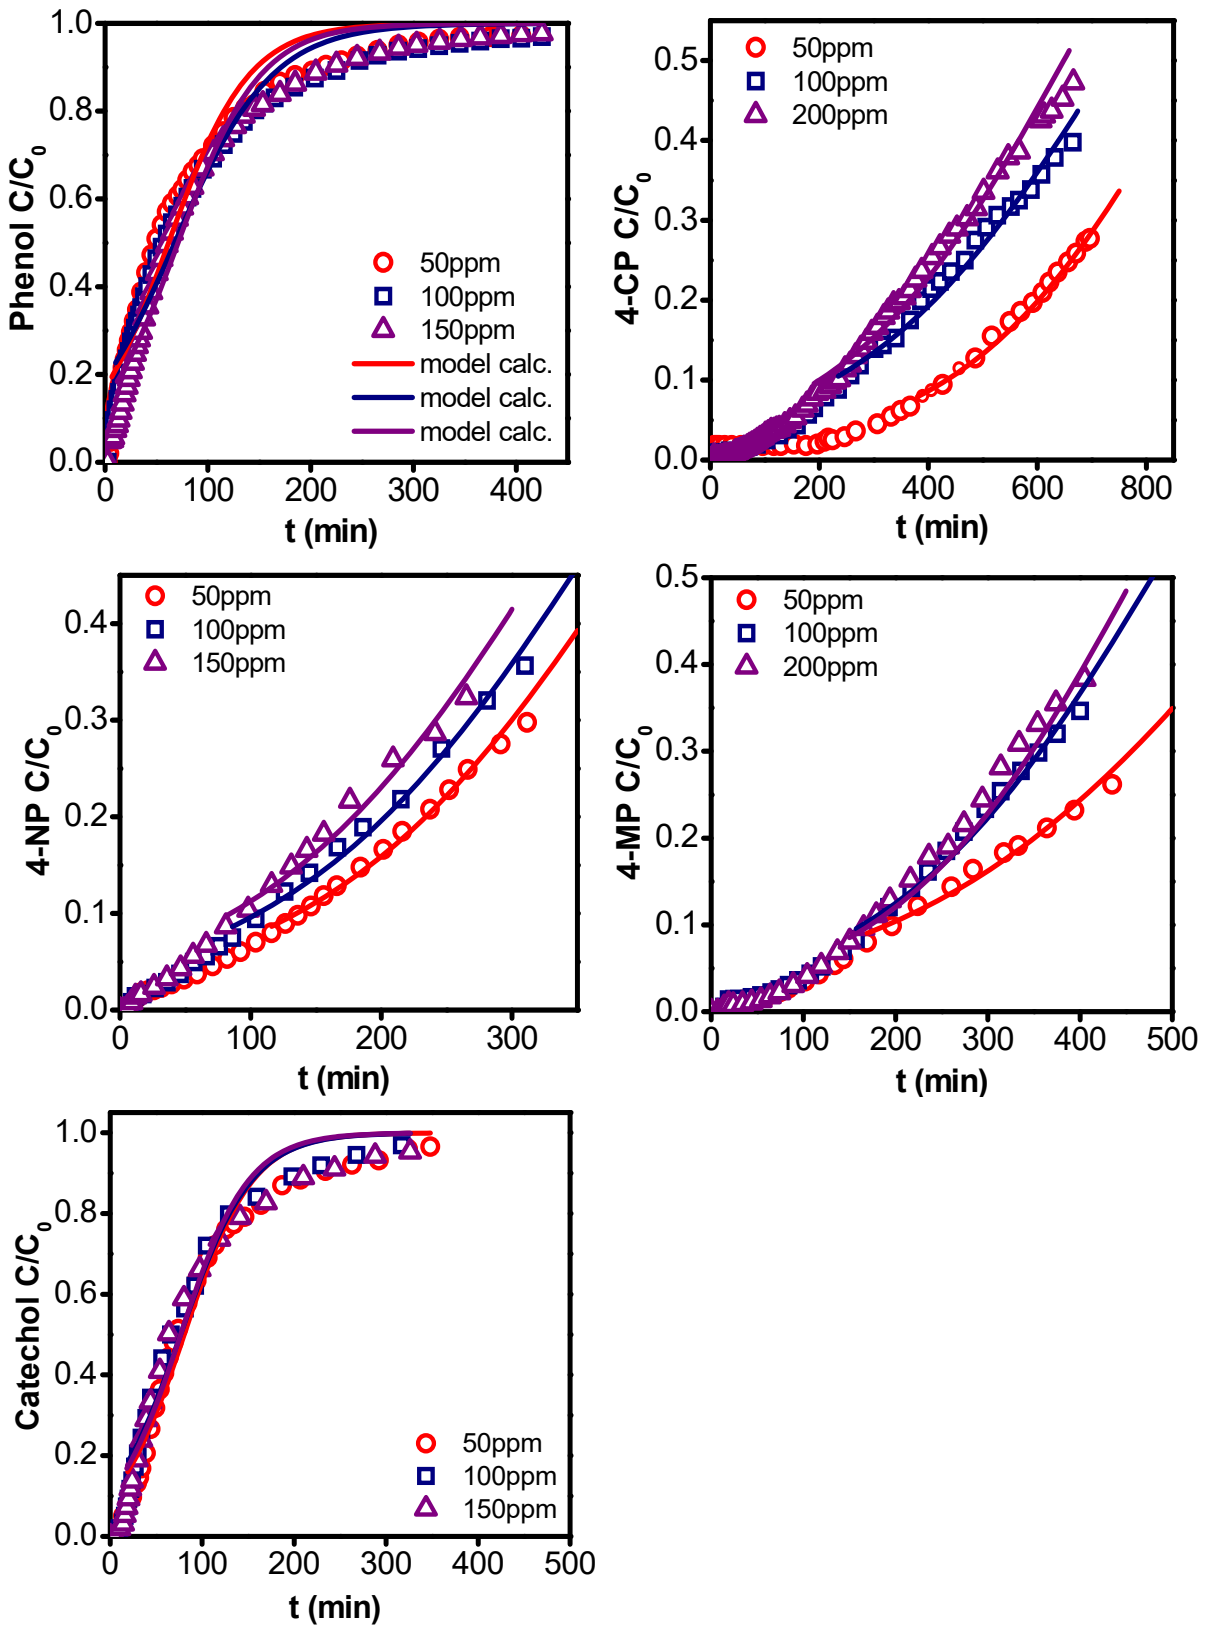 Phenol C/C0
1.0
0.8
0.6
0.4
0.2
0.0
50ppm
100ppm
150ppm
model calc.
model calc.
model calc.
0 100 200 300 400
t (min)
4-CP C/C0
0.5
0.4
0.3
0.2
0.1
0.0
50ppm
100ppm
200ppm
0 200 400 600 800
t (min)
4-NP C/C0
0.4
0.3
0.2
0.1
0.0
50ppm
100ppm
150ppm
0 100 200 300
t (min)
4-MP C/C0
0.5
0.4
0.3
0.2
0.1
0.0
50ppm
100ppm
200ppm
0 100 200 300 400 500
t (min)
Catechol C/C0
1.0
0.8
0.6
0.4
0.2
0.0
50ppm
100ppm
150ppm
0 100 200 300 400 500
t (min)